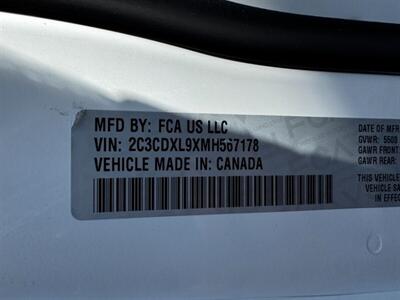 MFD BY: FCA US LLC
VIN: 2C3CDXL9XMH567178
VEHICLE MADE IN: CANADA
DATE OF MFR
GVWR: 5500
GAWR FRONT
GAWR REAR:
THIS VE
VEHICLE SA
IN EFFEC